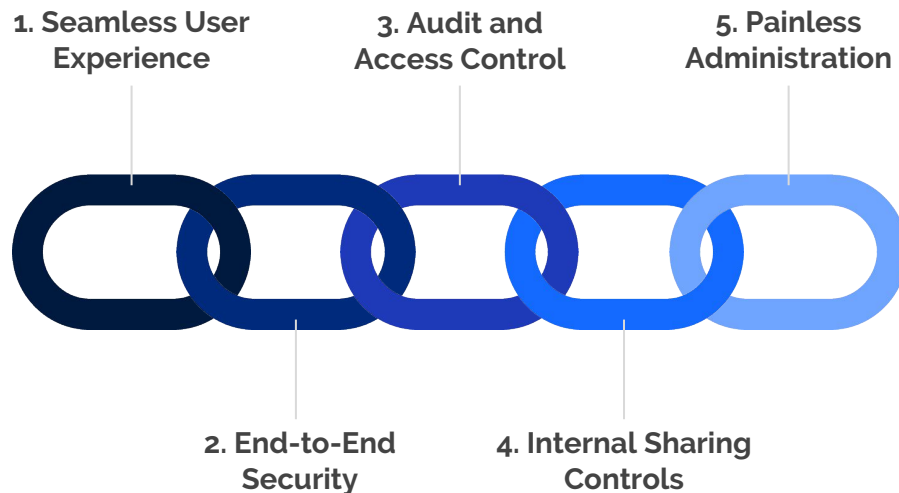 1. Seamless User
Experience
2. End-to-End
Security
3. Audit and
Access Control
4. Internal Sharing
Controls
5. Painless
Administration